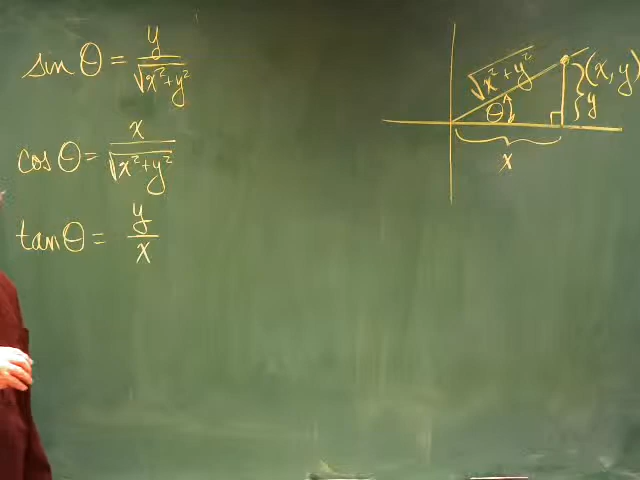 sin θ = y/√x²+y²
cos θ = x/√x²+y²
tan θ = y/x
√x²+y²
(x, y)
y
θ
x